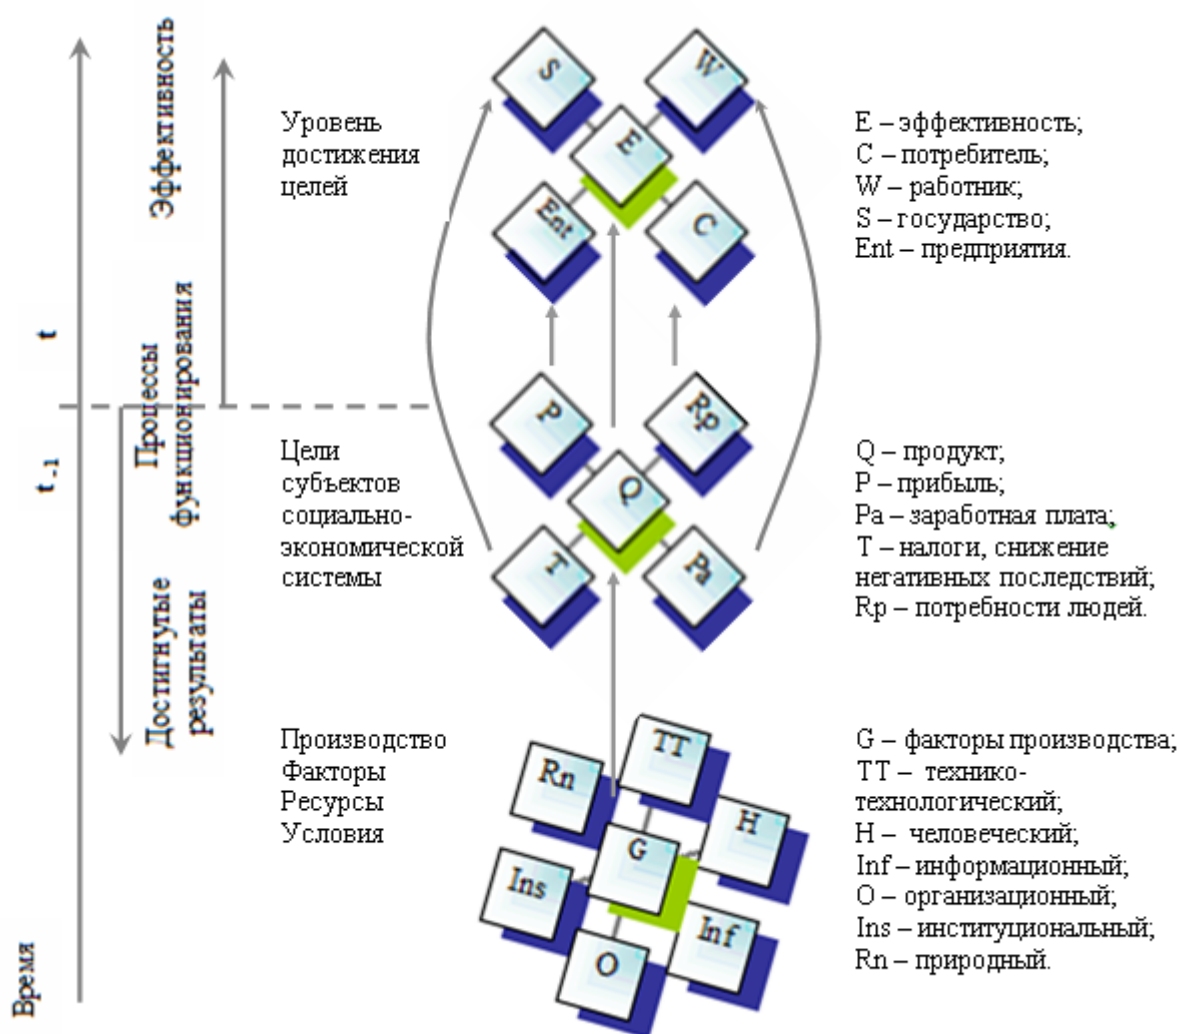 Эффективность
t
Процессы
функционирования
t -1
Достигнутые
результаты
Время
Уровень
достижения
целей
S
W
E
Ent
C
E – эффективность;
C – потребитель;
W – работник;
S – государство;
Ent – предприятия.
Цели
субъектов
социально-
экономической
системы
P
Rp
Q
T
Pa
Q – продукт;
P – прибыль;
Pa – заработная плата;
T – налоги, снижение
негативных последствий;
Rp – потребности людей.
Производство
Факторы
Ресурсы
Условия
TT
Rn
H
G
Ins
Inf
O
G – факторы производства;
TT – технико-
технологический;
H – человеческий;
Inf – информационный;
O – организационный;
Ins – институциональный;
Rn – природный.